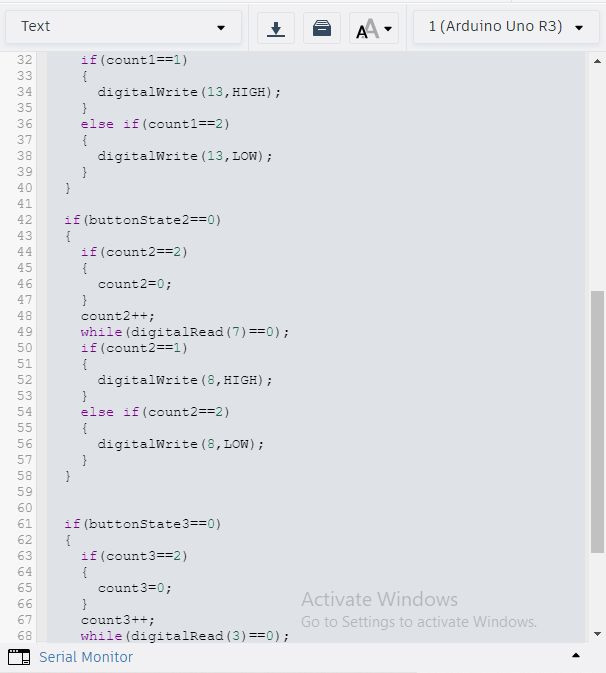 Text
1 (Arduino Uno R3)
32 if(count1==1)
33 {
34 digitalWrite(13,HIGH);
35 }
36 else if(count1==2)
37 {
38 digitalWrite(13,LOW);
39 }
40 }
41
42 if(buttonState2==0)
43 {
44 if(count2==2)
45 {
46 count2=0;
47 }
48 count2++;
49 while(digitalRead(7)==0);
50 if(count2==1)
51 {
52 digitalWrite(8,HIGH);
53 }
54 else if(count2==2)
55 {
56 digitalWrite(8,LOW);
57 }
58 }
59
60
61 if(buttonState3==0)
62 {
63 if(count3==2)
64 {
65 count3=0;
66 }
67 count3++;
68 while(digitalRead(3)==0);
Activate Windows
Go to Settings to activate Windows.
Serial Monitor